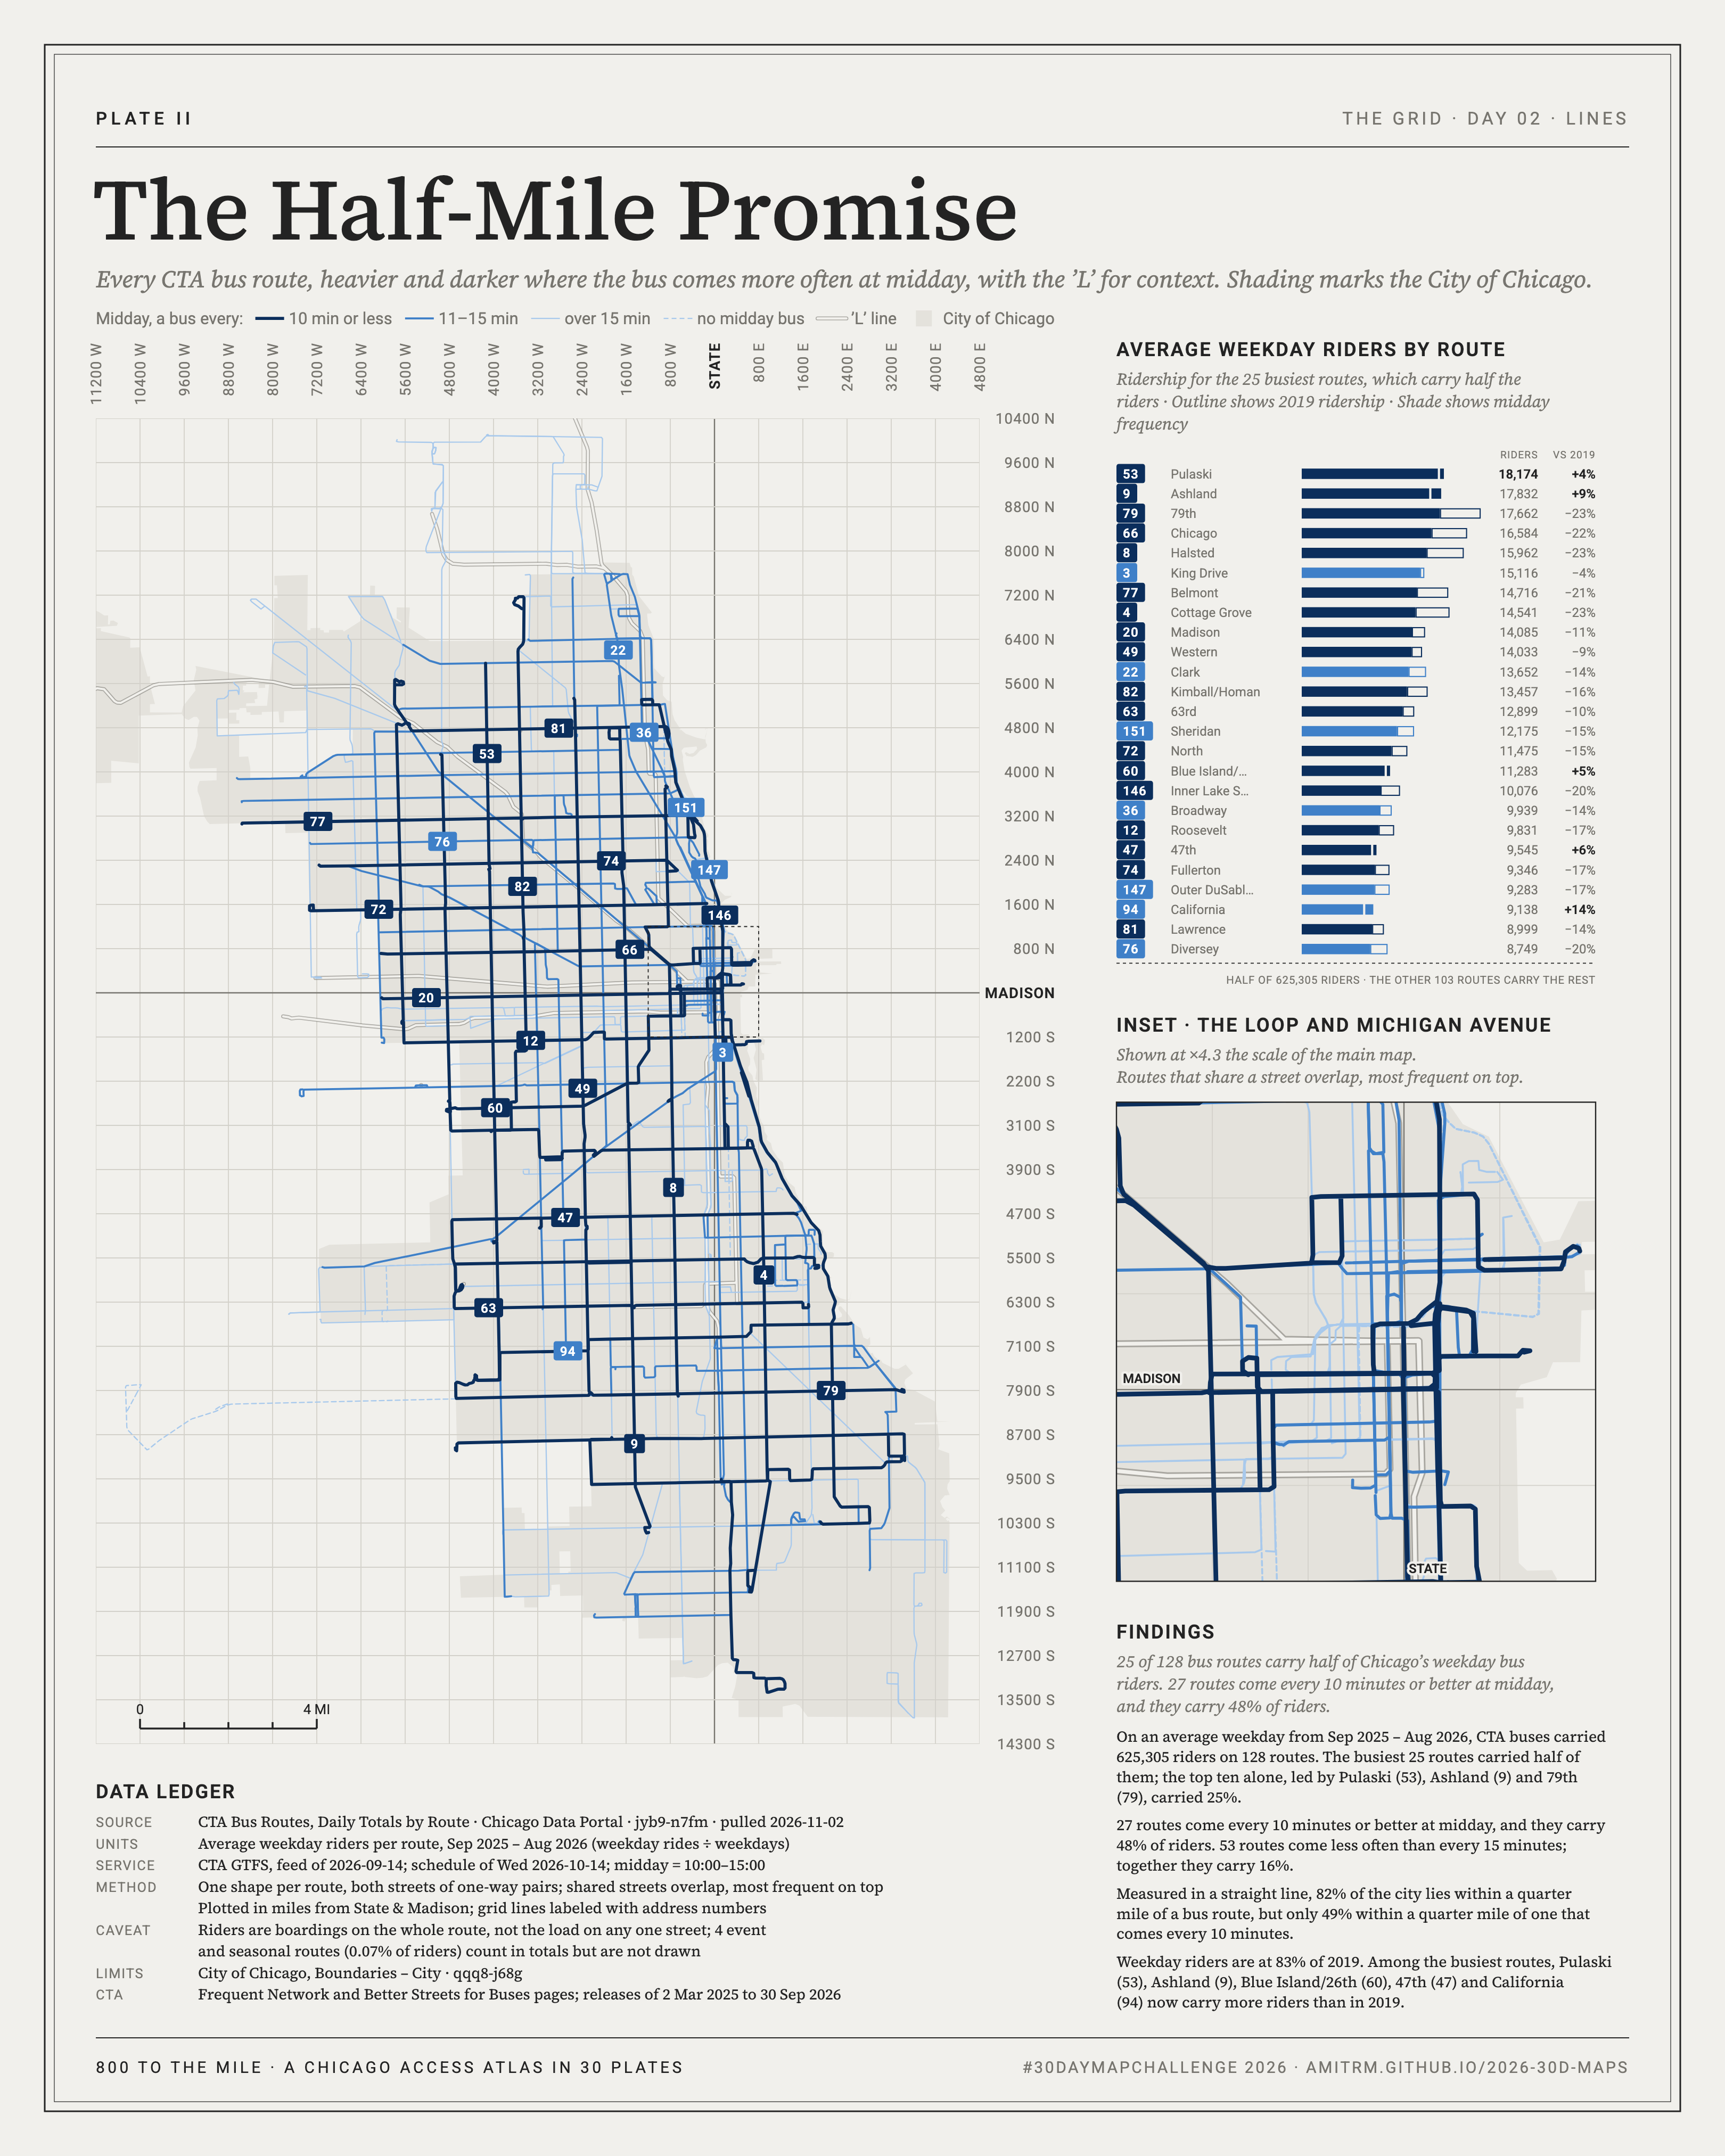 PLATE II
THE GRID · DAY 02 · LINES
The Half-Mile Promise
Every CTA bus route, heavier and darker where the bus comes more often at midday, with the ’L’ for context. Shading marks the City of Chicago.
Midday, a bus every: 10 min or less 11–15 min over 15 min no midday bus ’L’ line City of Chicago
11200 W
10400 W
9600 W
8800 W
8000 W
7200 W
6400 W
5600 W
4800 W
4000 W
3200 W
2400 W
1600 W
800 W
STATE
800 E
1600 E
2400 E
3200 E
4000 E
4800 E
10400 N
9600 N
8800 N
8000 N
7200 N
6400 N
5600 N
4800 N
4000 N
3200 N
2400 N
1600 N
800 N
MADISON
1200 S
2200 S
3100 S
3900 S
4700 S
5500 S
6300 S
7100 S
7900 S
8700 S
9500 S
10300 S
11100 S
11900 S
12700 S
13500 S
14300 S
22
81
36
53
151
77
76
74
147
82
72
146
66
20
12
3
49
60
8
47
4
63
94
79
9
0 4 MI
AVERAGE WEEKDAY RIDERS BY ROUTE
Ridership for the 25 busiest routes, which carry half the
riders · Outline shows 2019 ridership · Shade shows midday
frequency
RIDERS VS 2019
53 Pulaski 18,174 +4%
9 Ashland 17,832 +9%
79 79th 17,662 −23%
66 Chicago 16,584 −22%
8 Halsted 15,962 −23%
3 King Drive 15,116 −4%
77 Belmont 14,716 −21%
4 Cottage Grove 14,541 −23%
20 Madison 14,085 −11%
49 Western 14,033 −9%
22 Clark 13,652 −14%
82 Kimball/Homan 13,457 −16%
63 63rd 12,899 −10%
151 Sheridan 12,175 −15%
72 North 11,475 −15%
60 Blue Island/… 11,283 +5%
146 Inner Lake S… 10,076 −20%
36 Broadway 9,939 −14%
12 Roosevelt 9,831 −17%
47 47th 9,545 +6%
74 Fullerton 9,346 −17%
147 Outer DuSabl… 9,283 −17%
94 California 9,138 +14%
81 Lawrence 8,999 −14%
76 Diversey 8,749 −20%
HALF OF 625,305 RIDERS · THE OTHER 103 ROUTES CARRY THE REST
INSET · THE LOOP AND MICHIGAN AVENUE
Shown at ×4.3 the scale of the main map.
Routes that share a street overlap, most frequent on top.
MADISON
STATE
FINDINGS
25 of 128 bus routes carry half of Chicago’s weekday bus
riders. 27 routes come every 10 minutes or better at midday,
and they carry 48% of riders.
On an average weekday from Sep 2025 – Aug 2026, CTA buses carried
625,305 riders on 128 routes. The busiest 25 routes carried half of
them; the top ten alone, led by Pulaski (53), Ashland (9) and 79th
(79), carried 25%.
27 routes come every 10 minutes or better at midday, and they carry
48% of riders. 53 routes come less often than every 15 minutes;
together they carry 16%.
Measured in a straight line, 82% of the city lies within a quarter
mile of a bus route, but only 49% within a quarter mile of one that
comes every 10 minutes.
Weekday riders are at 83% of 2019. Among the busiest routes, Pulaski
(53), Ashland (9), Blue Island/26th (60), 47th (47) and California
(94) now carry more riders than in 2019.
DATA LEDGER
SOURCE CTA Bus Routes, Daily Totals by Route · Chicago Data Portal · jyb9-n7fm · pulled 2026-11-02
UNITS Average weekday riders per route, Sep 2025 – Aug 2026 (weekday rides ÷ weekdays)
SERVICE CTA GTFS, feed of 2026-09-14; schedule of Wed 2026-10-14; midday = 10:00–15:00
METHOD One shape per route, both streets of one-way pairs; shared streets overlap, most frequent on top
Plotted in miles from State & Madison; grid lines labeled with address numbers
CAVEAT Riders are boardings on the whole route, not the load on any one street; 4 event
and seasonal routes (0.07% of riders) count in totals but are not drawn
LIMITS City of Chicago, Boundaries – City · qqq8-j68g
CTA Frequent Network and Better Streets for Buses pages; releases of 2 Mar 2025 to 30 Sep 2026
800 TO THE MILE · A CHICAGO ACCESS ATLAS IN 30 PLATES
#30DAYMAPCHALLENGE 2026 · AMITRM.GITHUB.IO/2026-30D-MAPS